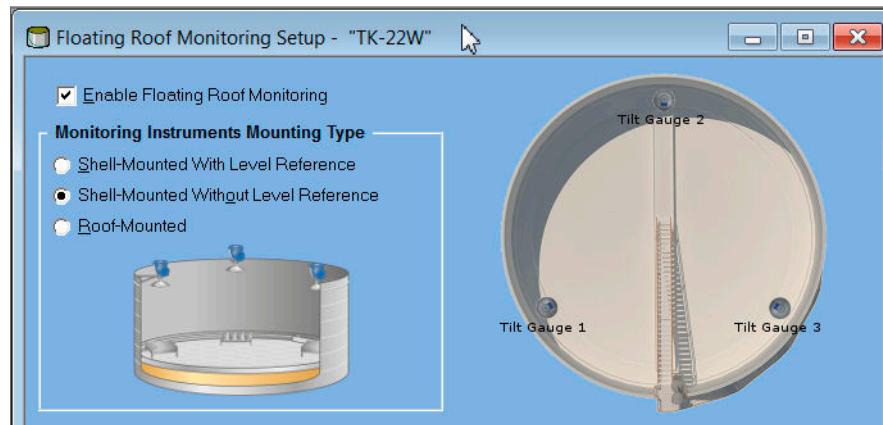 Floating Roof Monitoring Setup - "TK-22W"
Enable Floating Roof Monitoring
Monitoring Instruments Mounting Type
Shell-Mounted With Level Reference
Shell-Mounted Without Level Reference
Roof-Mounted
Tilt Gauge 2
Tilt Gauge 1
Tilt Gauge 3